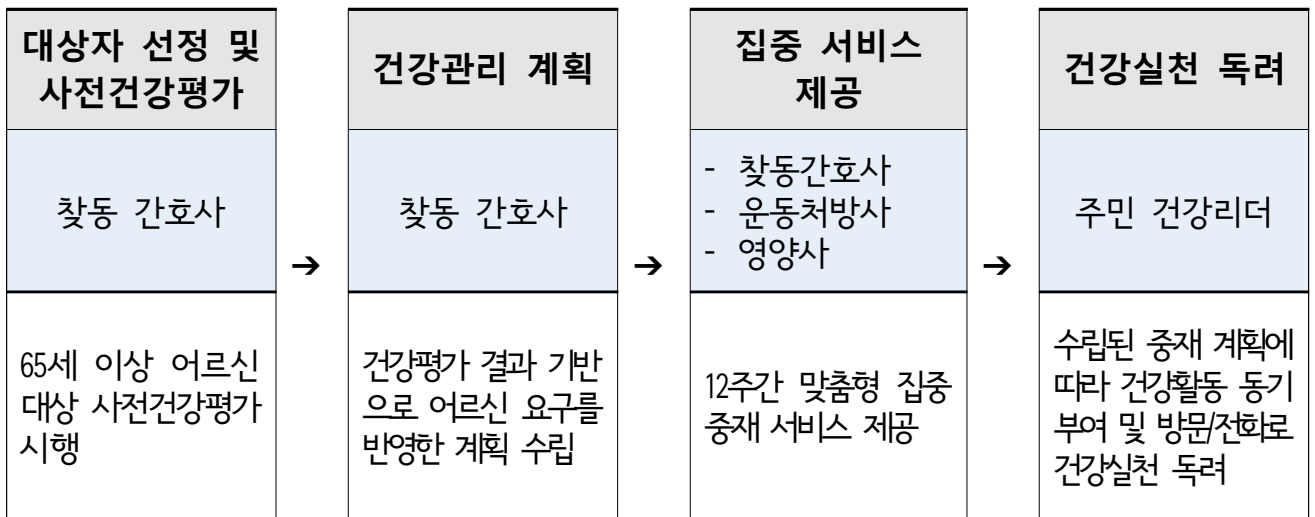 대상자 선정 및
사전건강평가
찾동 간호사
65세 이상 어르신
대상 사전건강평가
시행
➔
건강관리 계획
찾동 간호사
건강평가 결과 기반
으로 어르신 요구를
반영한 계획 수립
➔
집중 서비스
제공
- 찾동간호사
- 운동처방사
- 영양사
12주간 맞춤형 집중
중재 서비스 제공
➔
건강실천 독려
주민 건강리더
수립된 중재 계획에
따라 건강활동 동기
부여 및 방문/전화로
건강실천 독려